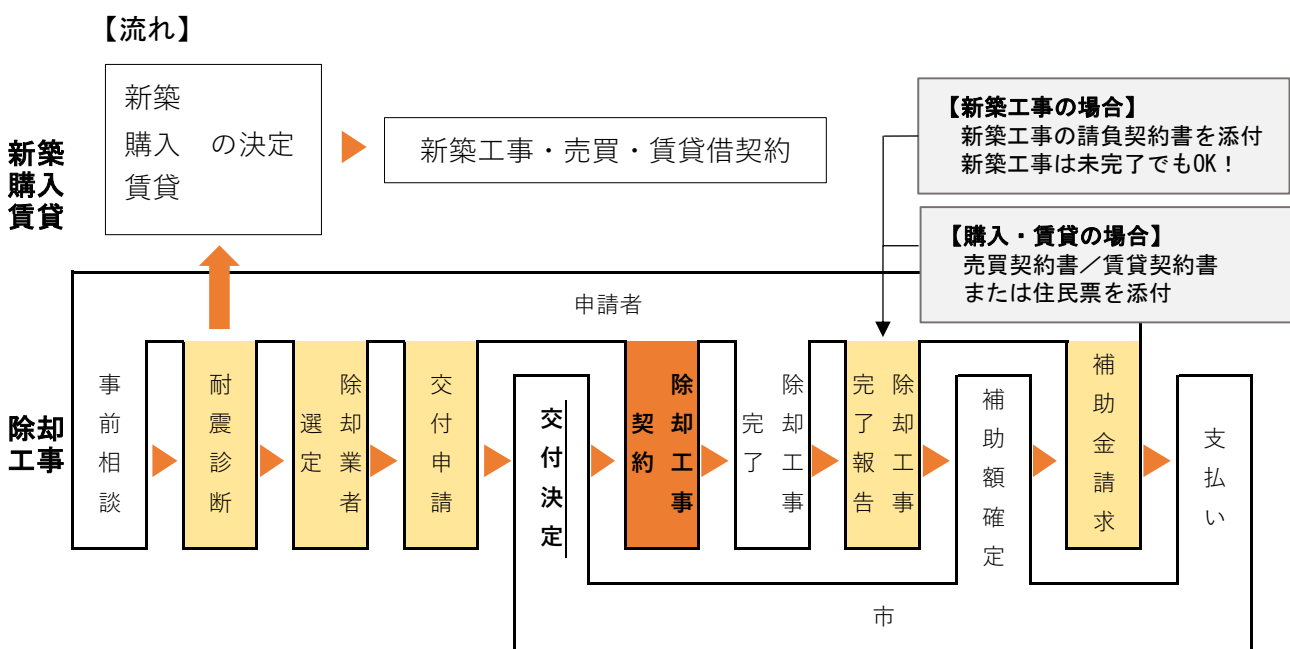 【流れ】
新築
購入　の決定
賃貸
新築工事・売買・賃貸借契約
【新築工事の場合】
新築工事の請負契約書を添付
新築工事は未完了でもOK！
【購入・賃貸の場合】
売買契約書／賃貸契約書
または住民票を添付
新築
購入
賃貸
申請者
除却
工事
事前相談
耐震診断
除却業者
選定
交付申請
交付決定
除却工事
契約
除却工事
完了
除却工事
完了報告
補助額確定
補助金請求
支払い
市